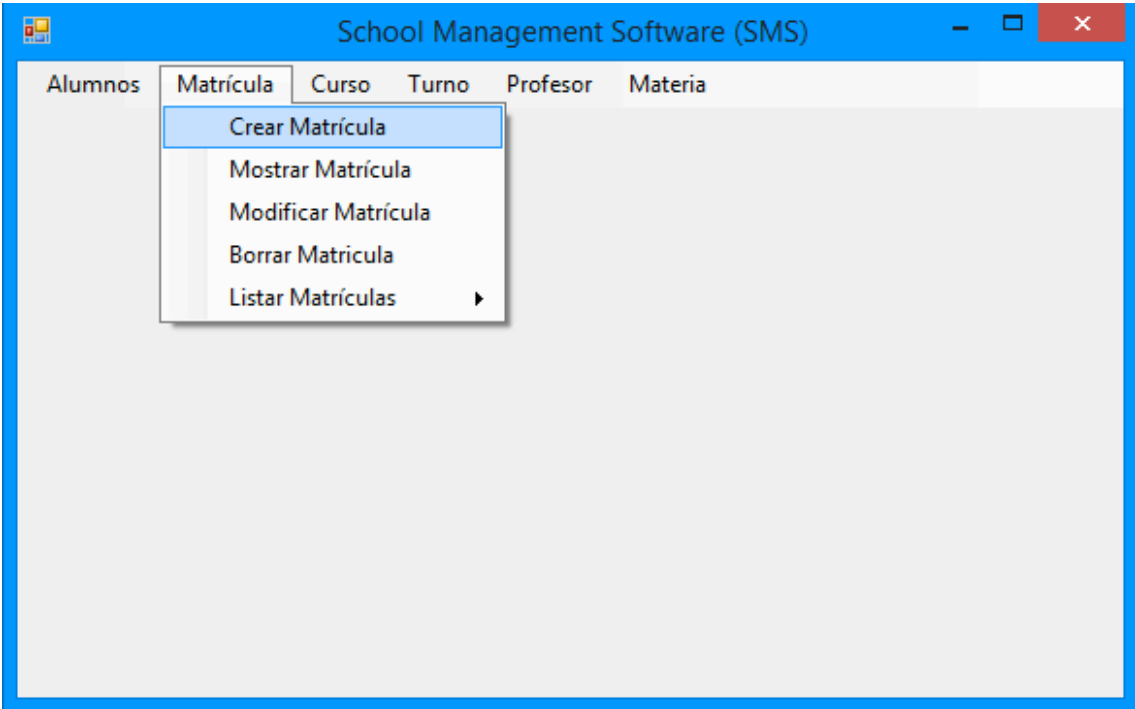 School Management Software (SMS)
Alumnos Matrícula Curso Turno Profesor Materia
Crear Matrícula
Mostrar Matrícula
Modificar Matrícula
Borrar Matricula
Listar Matrículas